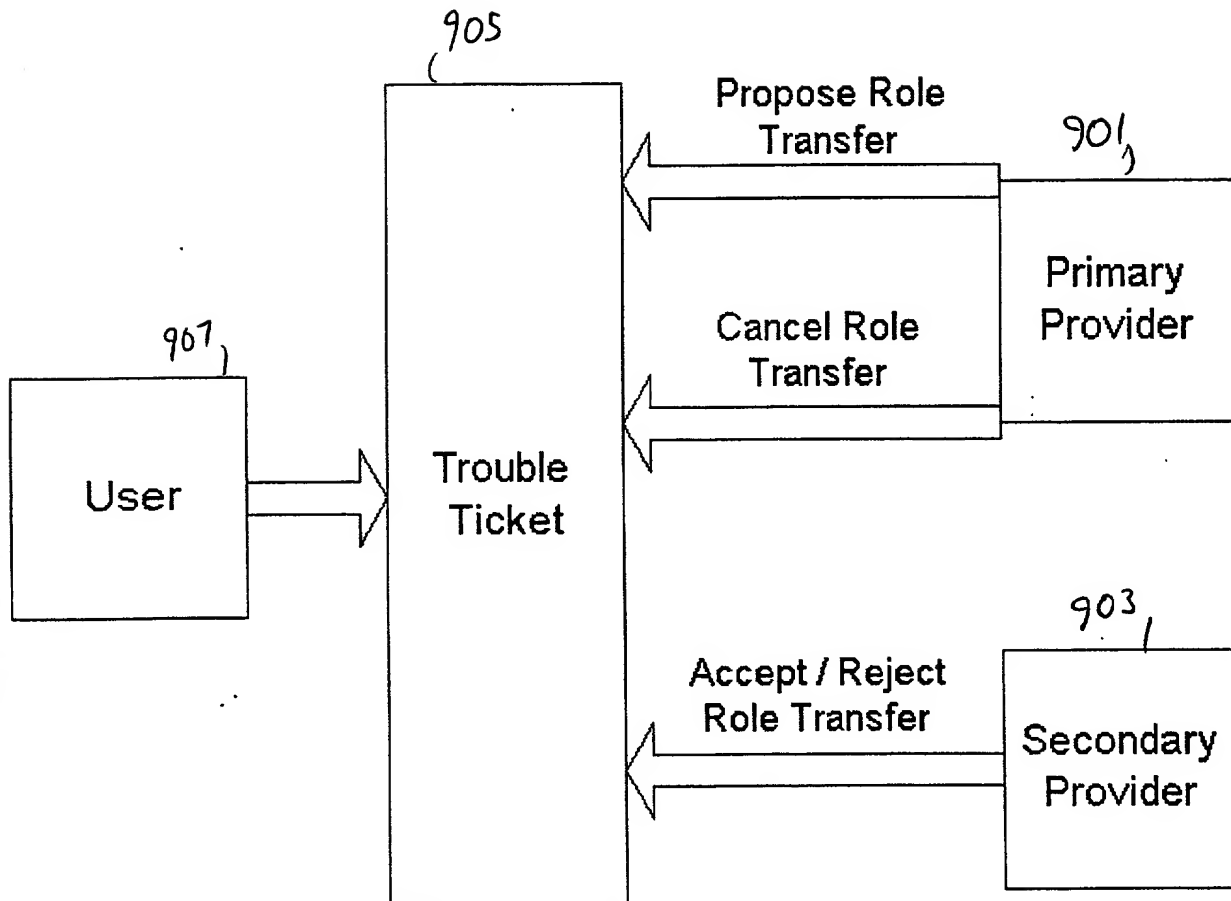 905
Propose Role
Transfer
901
Primary
Provider
Cancel Role
Transfer
907
User
Trouble
Ticket
903
Accept / Reject
Role Transfer
Secondary
Provider